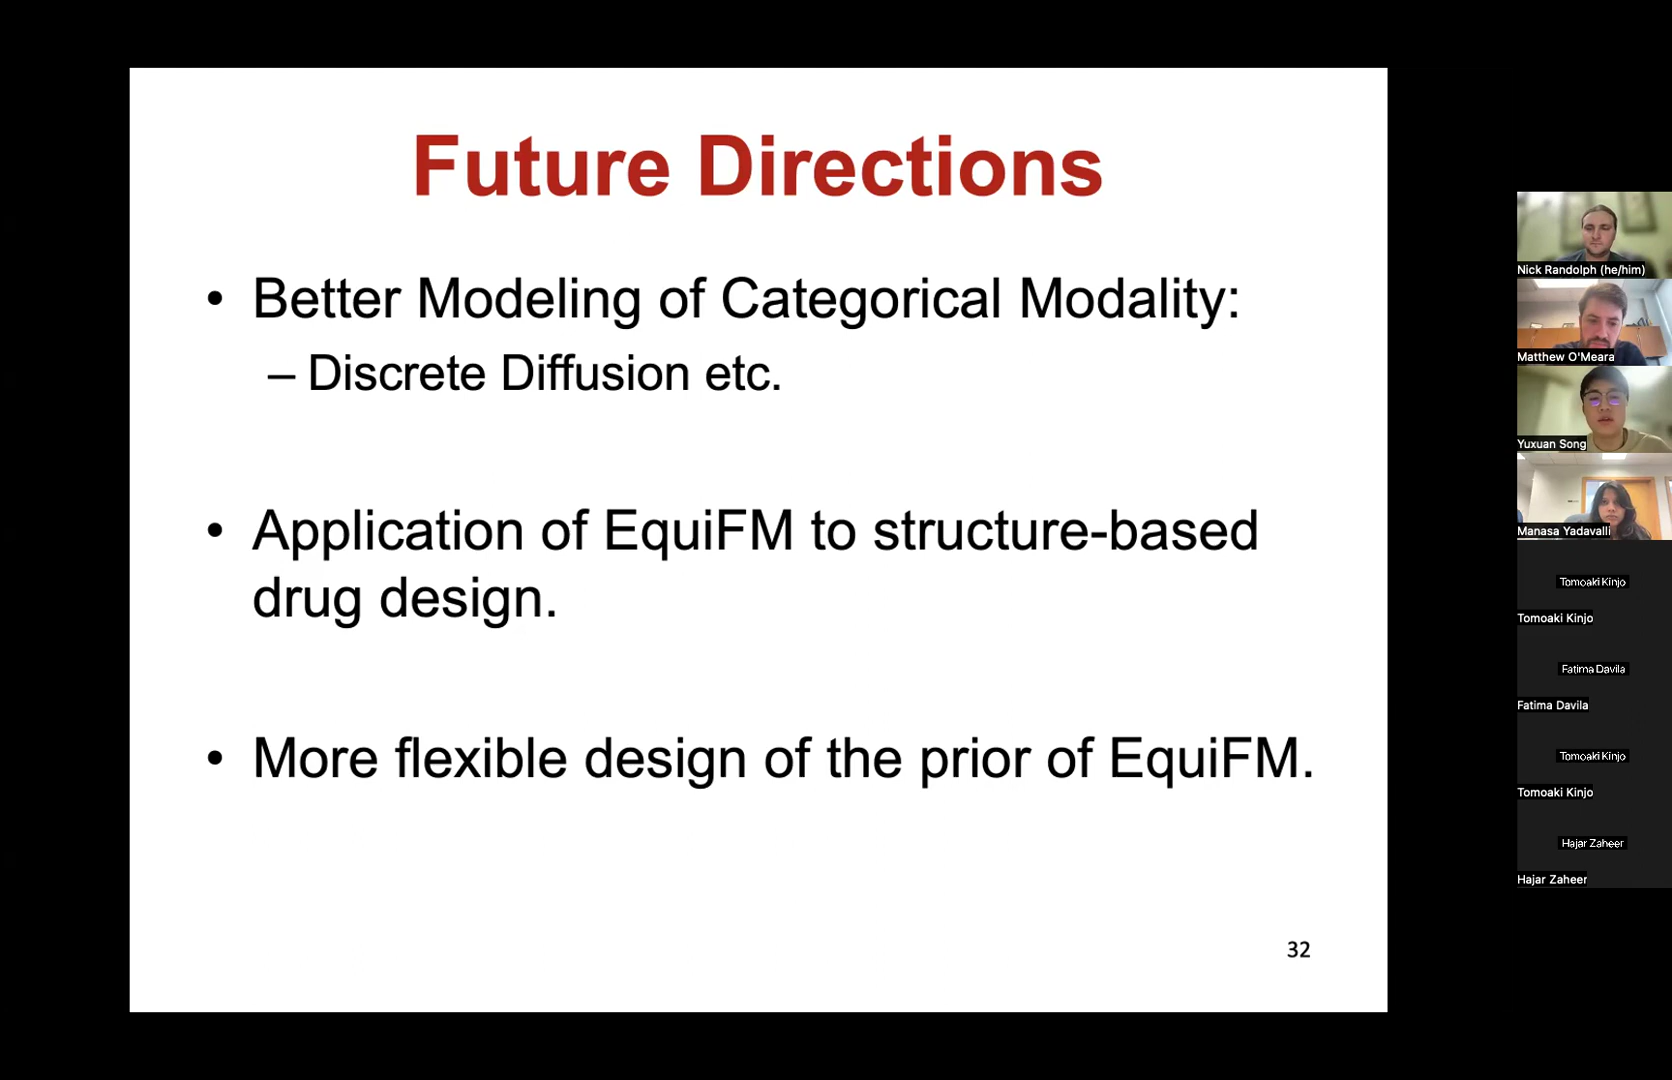 Future Directions
• Better Modeling of Categorical Modality:
– Discrete Diffusion etc.
• Application of EquiFM to structure-based
drug design.
• More flexible design of the prior of EquiFM.
32
Nick Randolph (he/him)
Matthew O'Meara
Yuxuan Song
Manasa Yadavalli
Tomoaki Kinjo
Tomoaki Kinjo
Fatima Davila
Fatima Davila
Tomoaki Kinjo
Tomoaki Kinjo
Hajar Zaheer
Hajar Zaheer